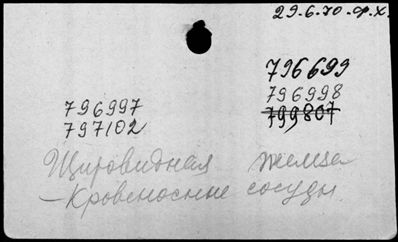 29.6.70.ф.х.
796699
796998
799807
796997
797102
Щитовидная железа
— Кровеносные сосуды